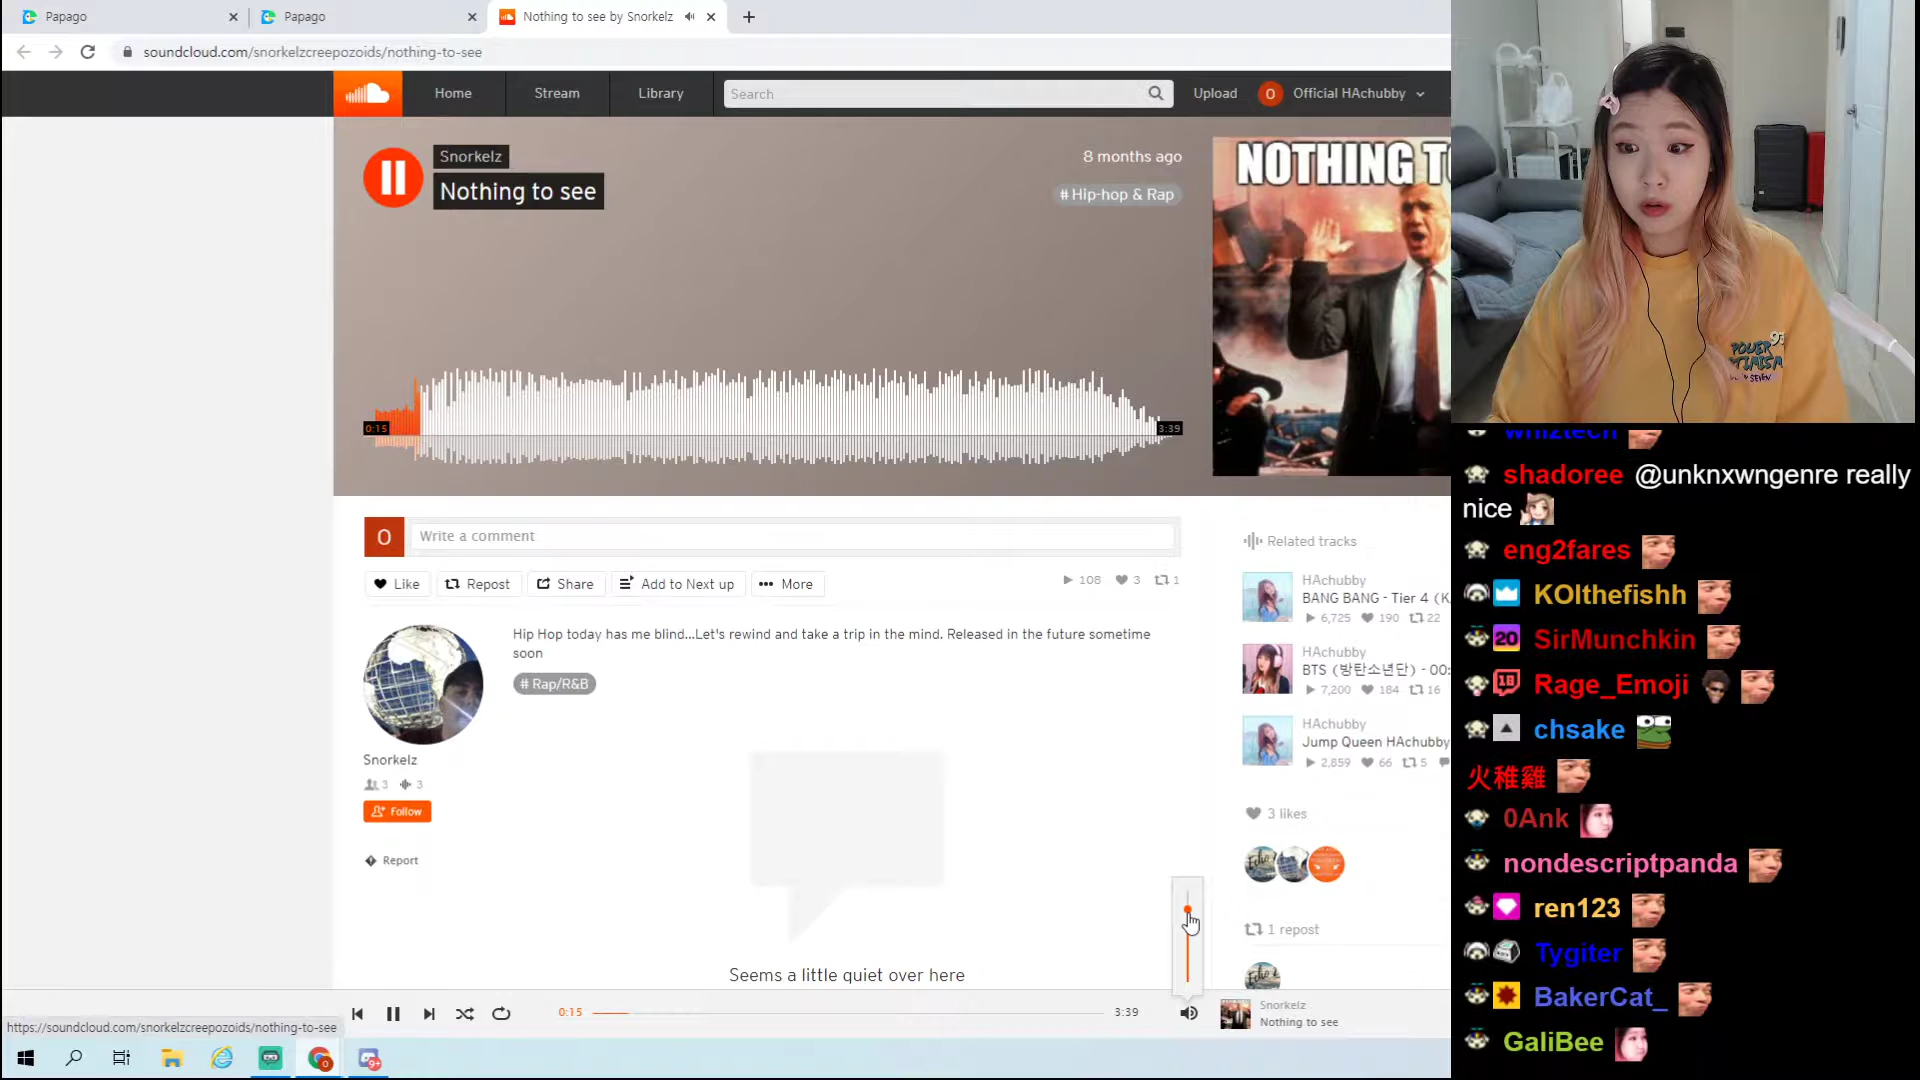 Papago
Papago
Nothing to see by Snorkelz
soundcloud.com/snorkelzcreepozoids/nothing-to-see
Home
Stream
Library
Search
Upload
O
Official HAchubby
Snorkelz
Nothing to see
8 months ago
# Hip-hop & Rap
NOTHING T
0:15
3:39
O
Write a comment
Like
Repost
Share
Add to Next up
More
108
3
1
Hip Hop today has me blind...Let's rewind and take a trip in the mind. Released in the future sometime
soon
# Rap/R&B
Snorkelz
3
3
Follow
Report
Seems a little quiet over here
Related tracks
HAchubby
BANG BANG - Tier 4 (K
6,725
190
22
HAchubby
BTS (방탄소년단) - 00:
7,200
184
16
HAchubby
Jump Queen HAchubby
2,859
66
5
3 likes
1 repost
0:15
3:39
Snorkelz
Nothing to see
https://soundcloud.com/snorkelzcreepozoids/nothing-to-see
9+
POWER
SEVEN
whiztech
shadoree @unknxwngenre really
nice
eng2fares
KOIthefishh
20 SirMunchkin
Rage_Emoji
chsake
火稚雞
0Ank
nondescriptpanda
ren123
Tygiter
BakerCat_
GaliBee